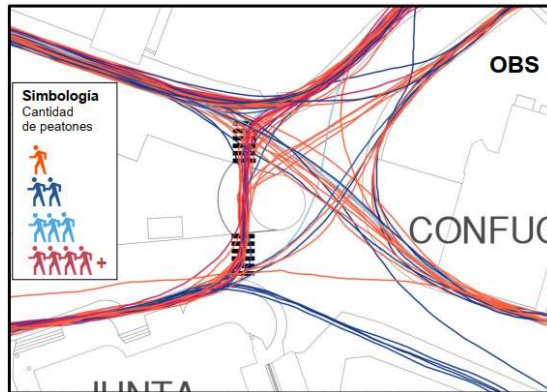 OBS
Simbología
Cantidad
de peatones
+
CONFUC
JUNTA